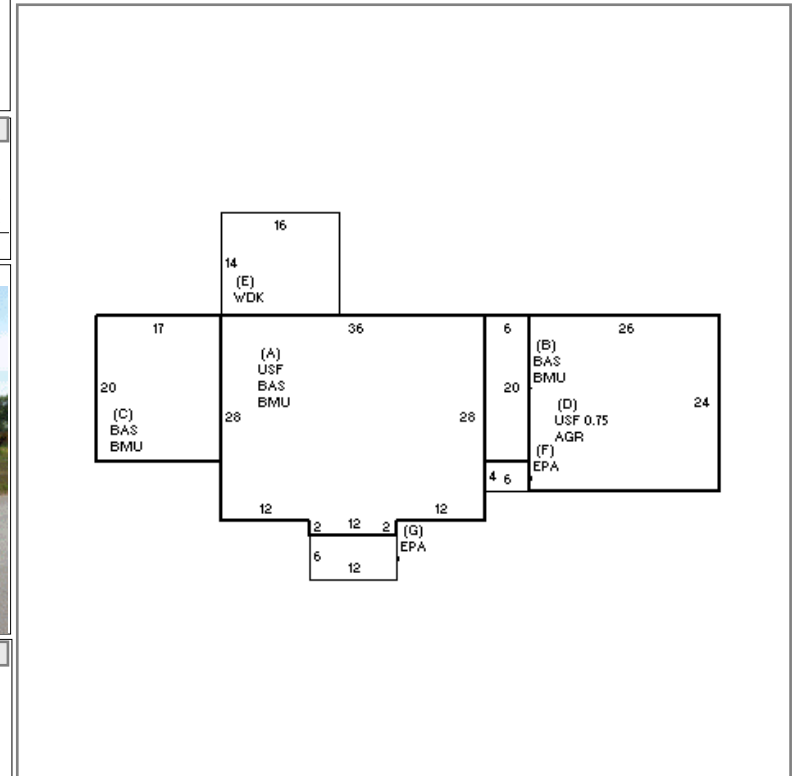 16
14
(E)
WDK
17
36
6
26
(A)
USF
BAS
BMU
(B)
BAS
BMU
20
20
24
(C)
BAS
BMU
28
28
(D)
USF 0.75
AGR
(F)
EPA
4 6
12
12
2 12 2
(G)
EPA
6
12